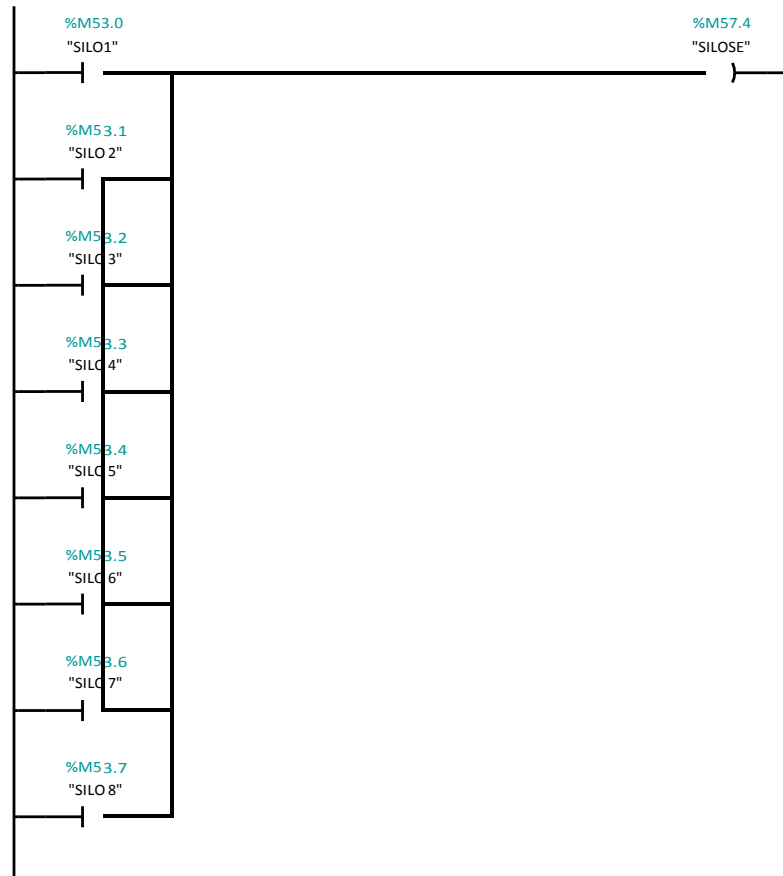 %M53.0
"SILO1"
%M57.4
"SILOSE"
%M53.1
"SILO 2"
%M53.2
"SILO 3"
%M53.3
"SILO 4"
%M53.4
"SILO 5"
%M53.5
"SILO 6"
%M53.6
"SILO 7"
%M53.7
"SILO 8"